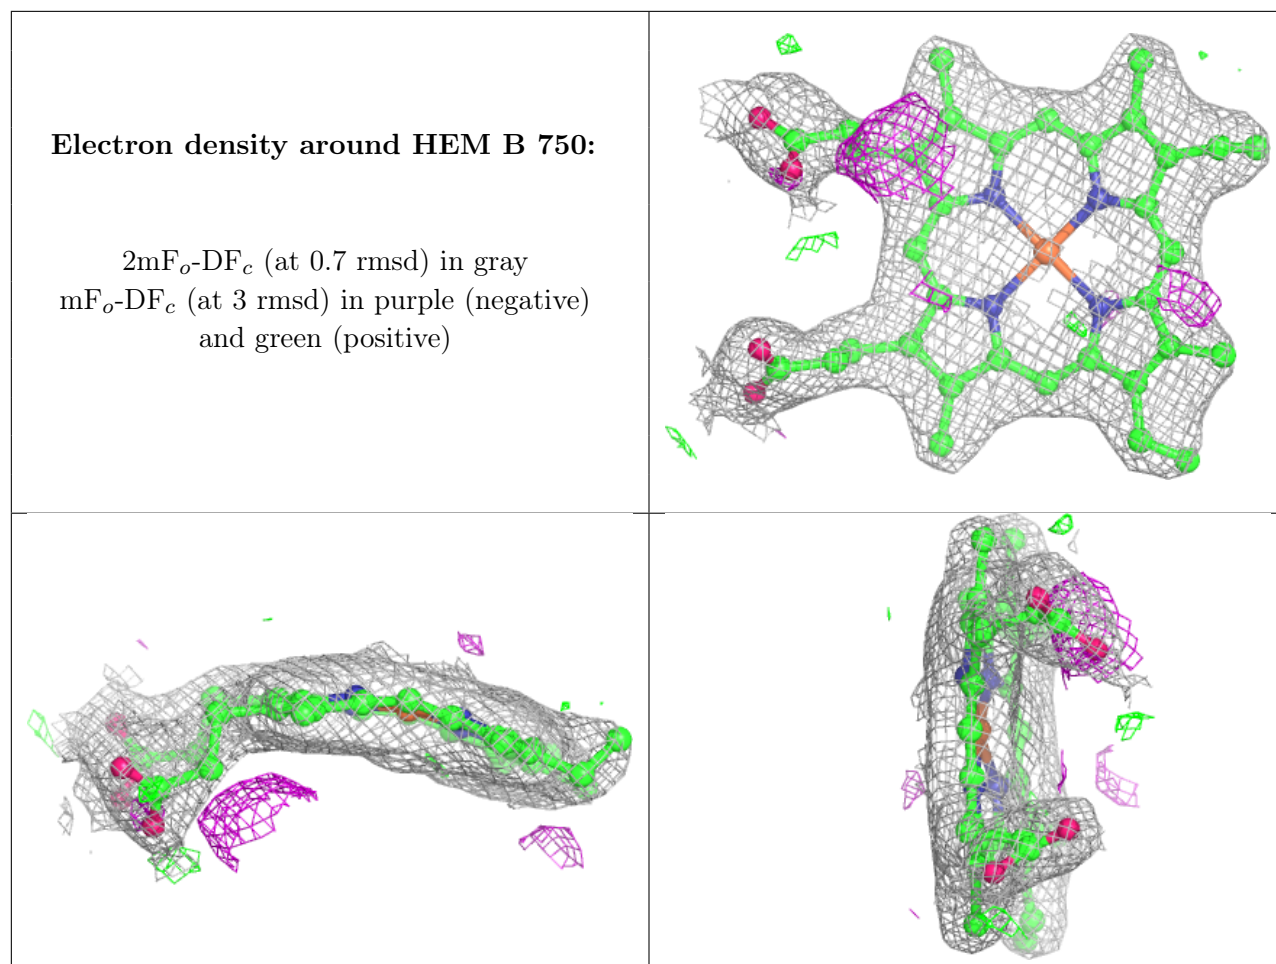 Electron density around HEM B 750:
2mFo-DFc (at 0.7 rmsd) in gray
mFo-DFc (at 3 rmsd) in purple (negative)
and green (positive)